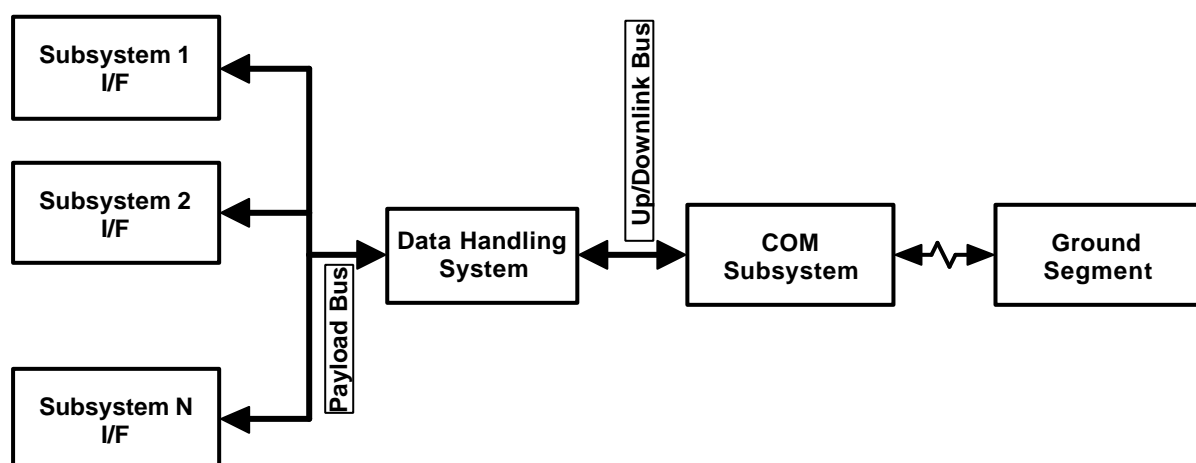 Subsystem 1
I/F
Subsystem 2
I/F
Subsystem N
I/F
Payload Bus
Data Handling
System
Up/Downlink Bus
COM
Subsystem
Ground
Segment